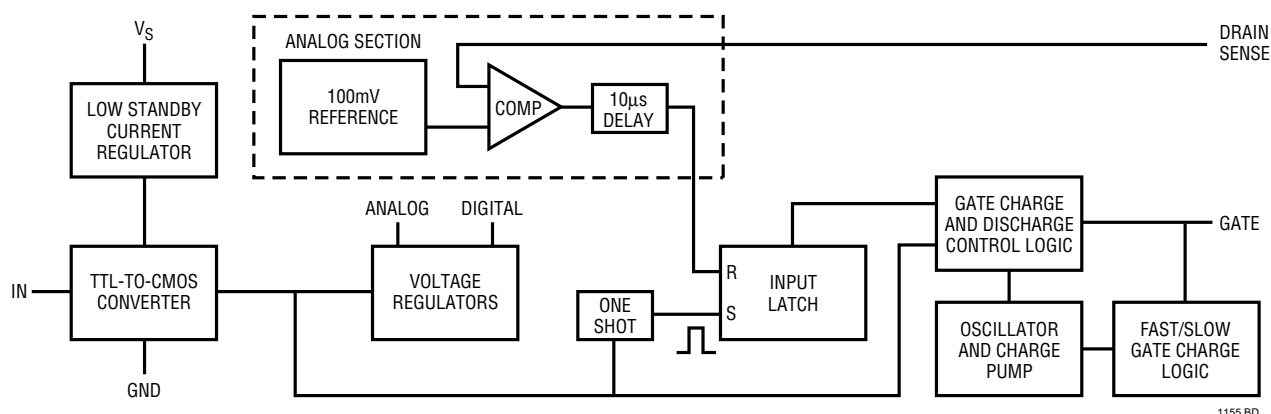 V_S
LOW STANDBY
CURRENT
REGULATOR
ANALOG SECTION
100mV
REFERENCE
COMP
10µs
DELAY
DRAIN
SENSE
IN
TTL-TO-CMOS
CONVERTER
GND
ANALOG
DIGITAL
VOLTAGE
REGULATORS
ONE
SHOT
R
S
INPUT
LATCH
GATE CHARGE
AND DISCHARGE
CONTROL LOGIC
GATE
OSCILLATOR
AND CHARGE
PUMP
FAST/SLOW
GATE CHARGE
LOGIC
1155 BD